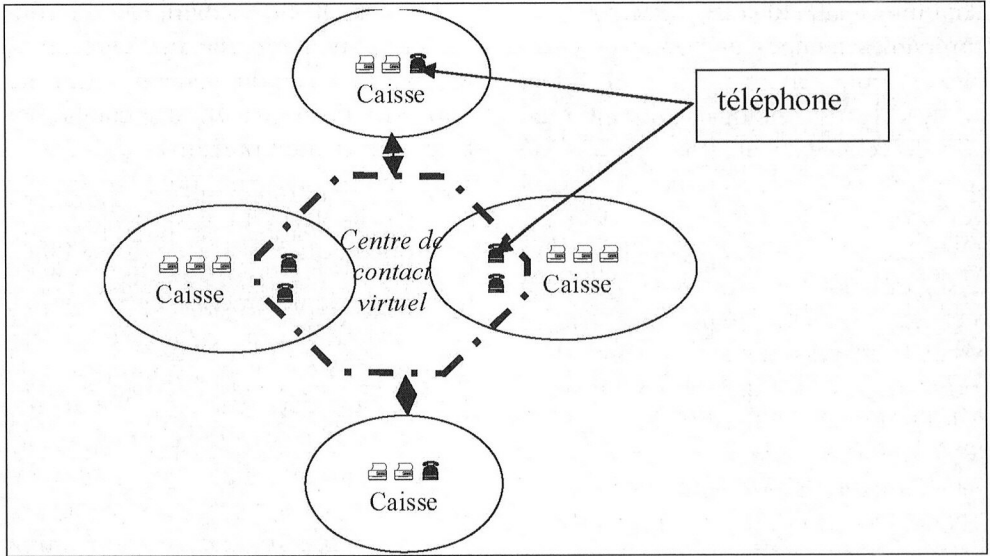 Caisse
téléphone
Centre de
contact
virtuel
Caisse
Caisse
Caisse